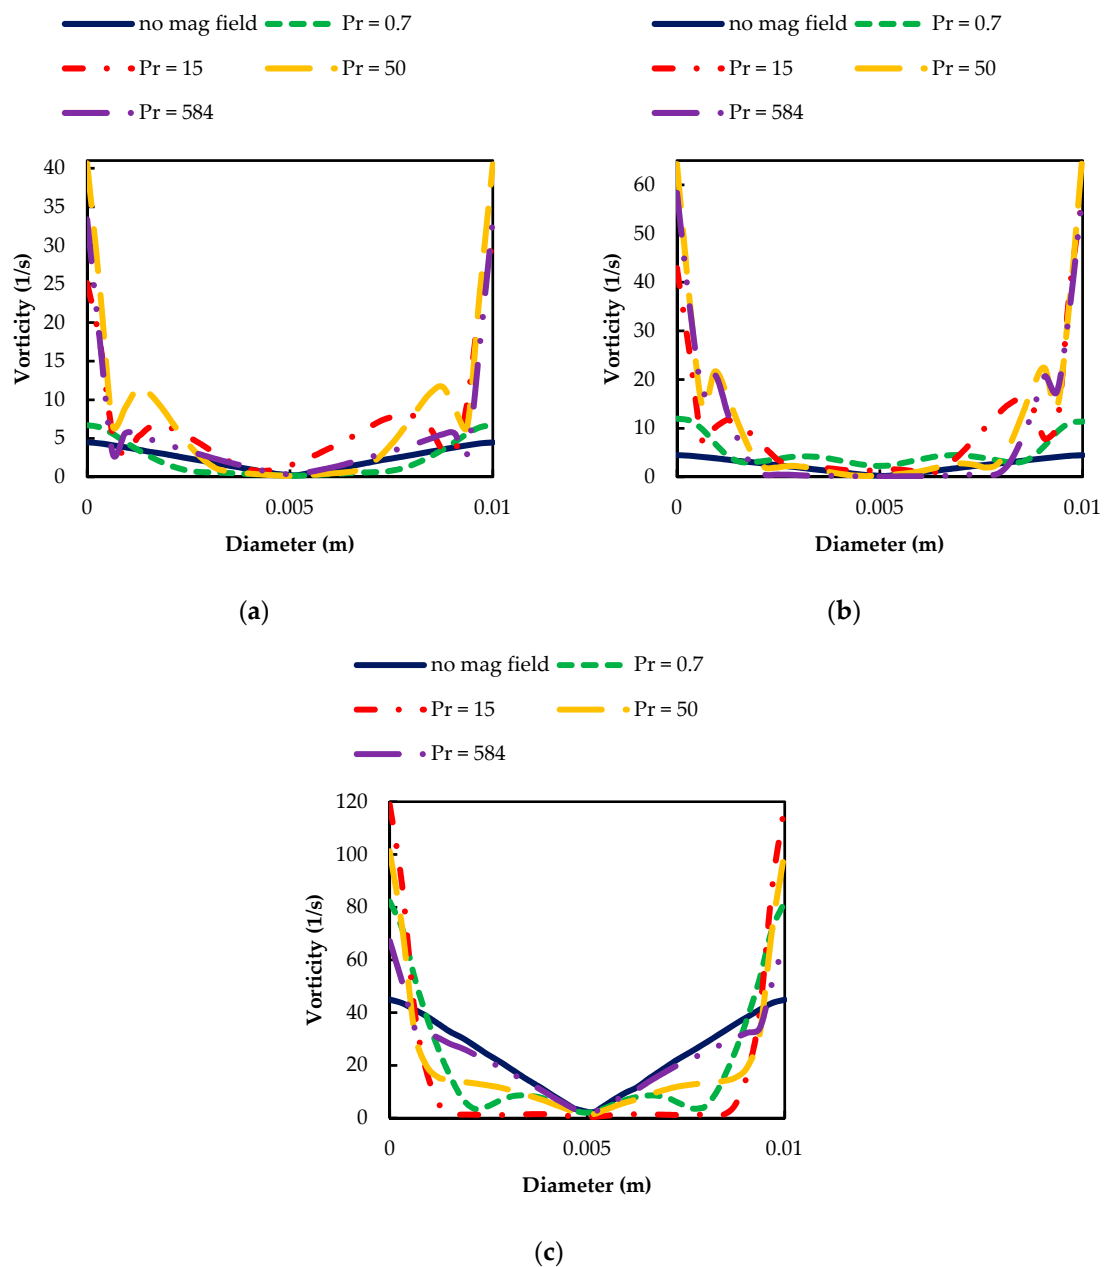 no mag field Pr = 0.7
Pr = 15 Pr = 50
Pr = 584
40
35
30
25
20
15
10
5
0
Vorticity (1/s)
0 0.005 0.01
Diameter (m)
(a)
no mag field Pr = 0.7
Pr = 15 Pr = 50
Pr = 584
60
50
40
30
20
10
0
Vorticity (1/s)
0 0.005 0.01
Diameter (m)
(b)
no mag field Pr = 0.7
Pr = 15 Pr = 50
Pr = 584
120
100
80
60
40
20
0
Vorticity (1/s)
0 0.005 0.01
Diameter (m)
(c)